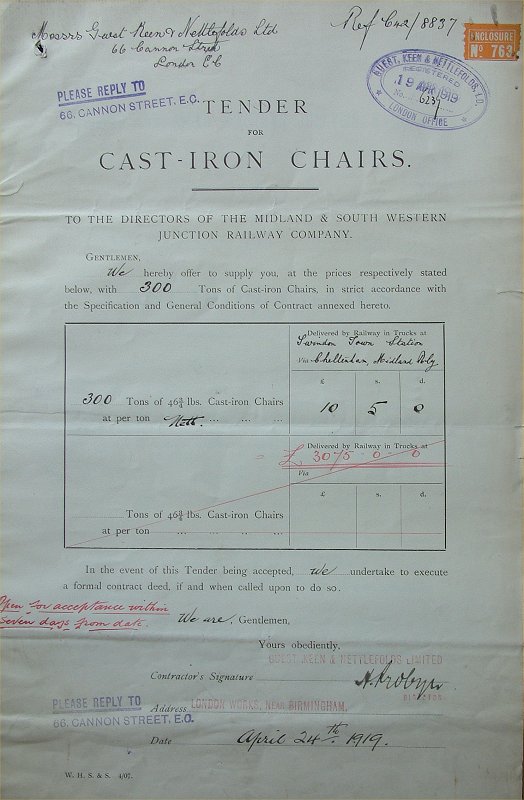 Messrs Guest Keen & Nettlefolds Ltd
66 Cannon Street
London E.C
Ref C42/8837
ENCLOSURE
No 763
PLEASE REPLY TO
66, CANNON STREET, E.C.
GUEST, KEEN & NETTLEFOLDS, LD.
REGISTERED
19 APR 1919
No. 6237
LONDON OFFICE
TENDER
FOR
CAST-IRON CHAIRS.
TO THE DIRECTORS OF THE MIDLAND & SOUTH WESTERN
JUNCTION RAILWAY COMPANY.
GENTLEMEN,
We hereby offer to supply you, at the prices respectively stated
below, with 300 Tons of Cast-iron Chairs, in strict accordance with
the Specification and General Conditions of Contract annexed hereto.
Delivered by Railway in Trucks at
Swindon Town Station
Via Cheltenham, Midland Rly
£ s. d.
300 Tons of 46¾ lbs. Cast-iron Chairs
at per ton Nett. ... ... ...
10 5 0
Delivered by Railway in Trucks at
£ 3075 0 0
Via
£ s. d.
Tons of 46¾ lbs. Cast-iron Chairs
at per ton ... ... ... ...
In the event of this Tender being accepted, We undertake to execute
a formal contract deed, if and when called upon to do so.
Open for acceptance within
seven days from date.
We are, Gentlemen,
Yours obediently,
GUEST KEEN & NETTLEFOLDS LIMITED
Contractor's Signature
DIRECTOR
PLEASE REPLY TO
66, CANNON STREET, E.C.
Address LONDON WORKS, NEAR BIRMINGHAM.
Date April 24th 1919.
W. H. S. & S. 4/07.